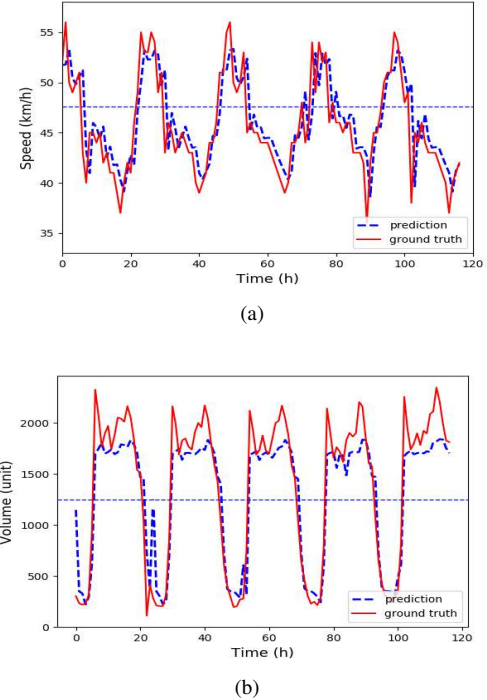 55
50
45
40
35
Speed (km/h)
prediction
ground truth
0 20 40 60 80 100 120
Time (h)
(a)
2000
1500
1000
500
0
Volume (unit)
prediction
ground truth
0 20 40 60 80 100 120
Time (h)
(b)